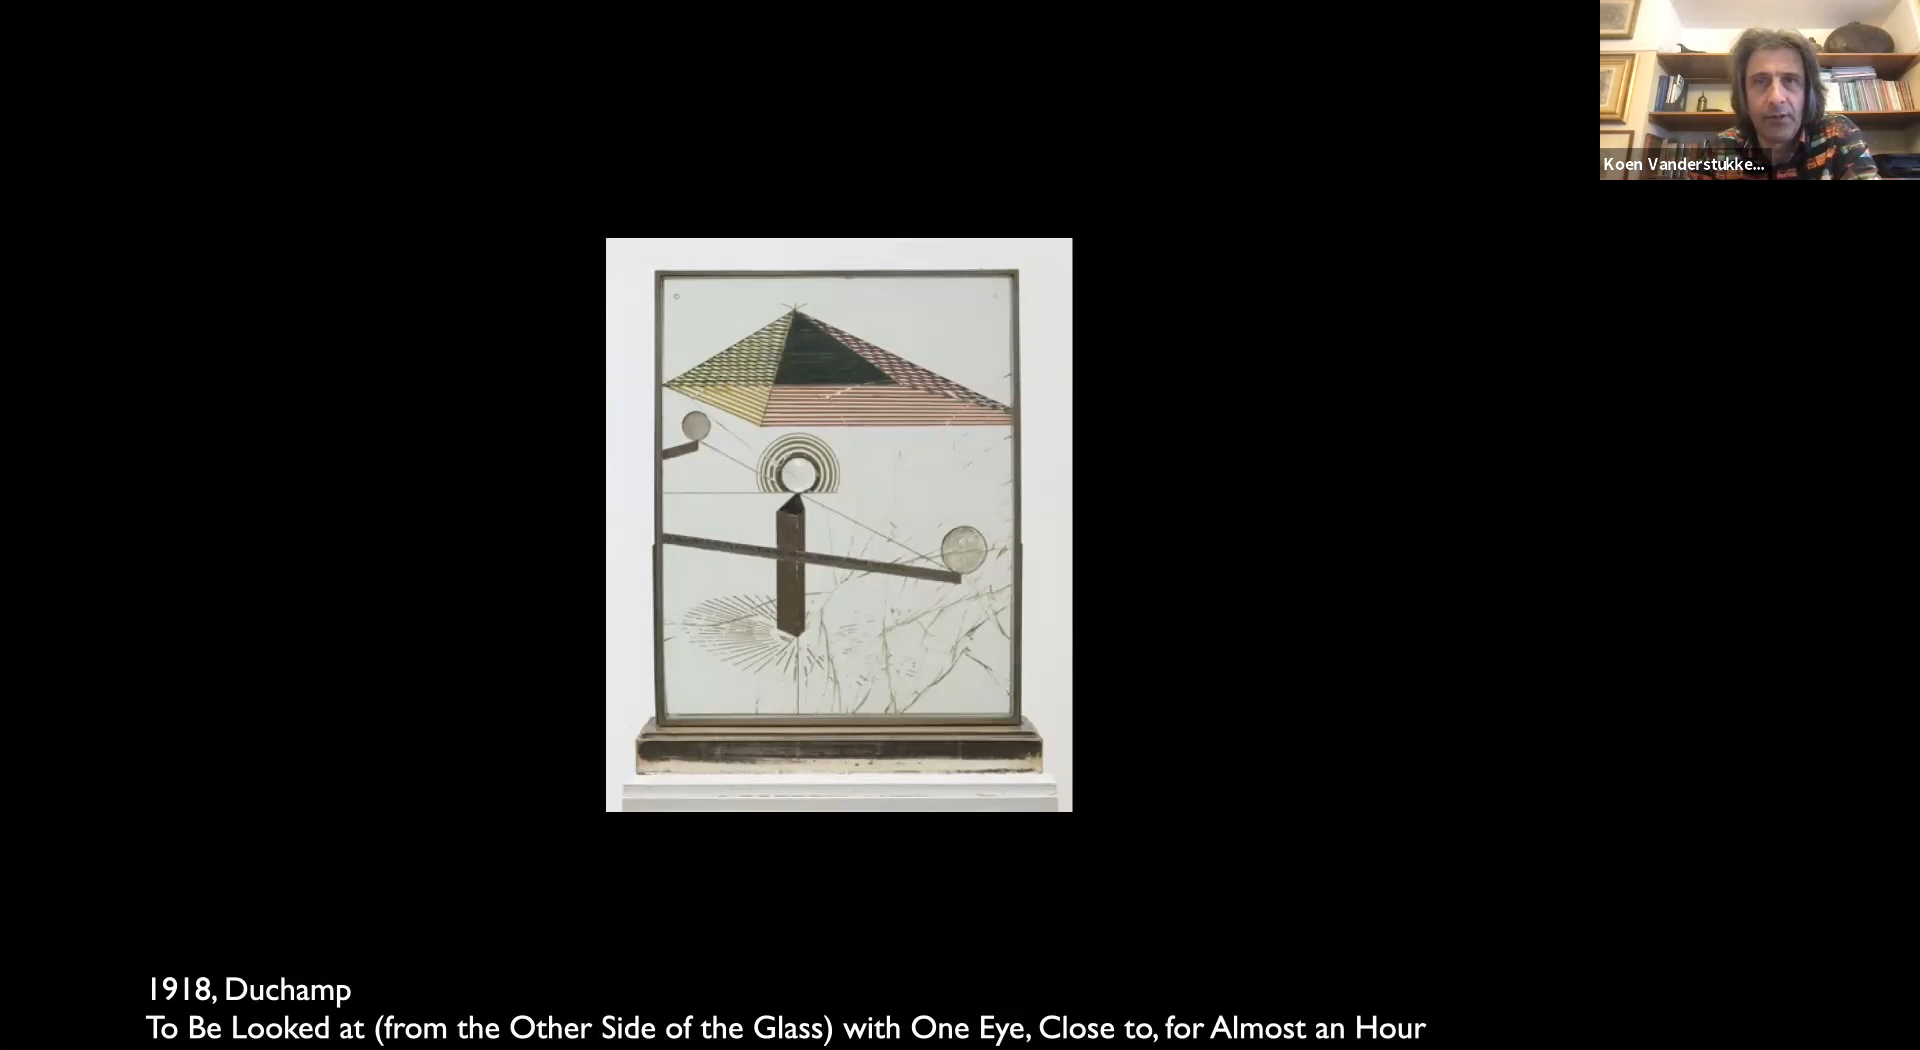 Koen Vanderstukke...
1918, Duchamp
To Be Looked at (from the Other Side of the Glass) with One Eye, Close to, for Almost an Hour